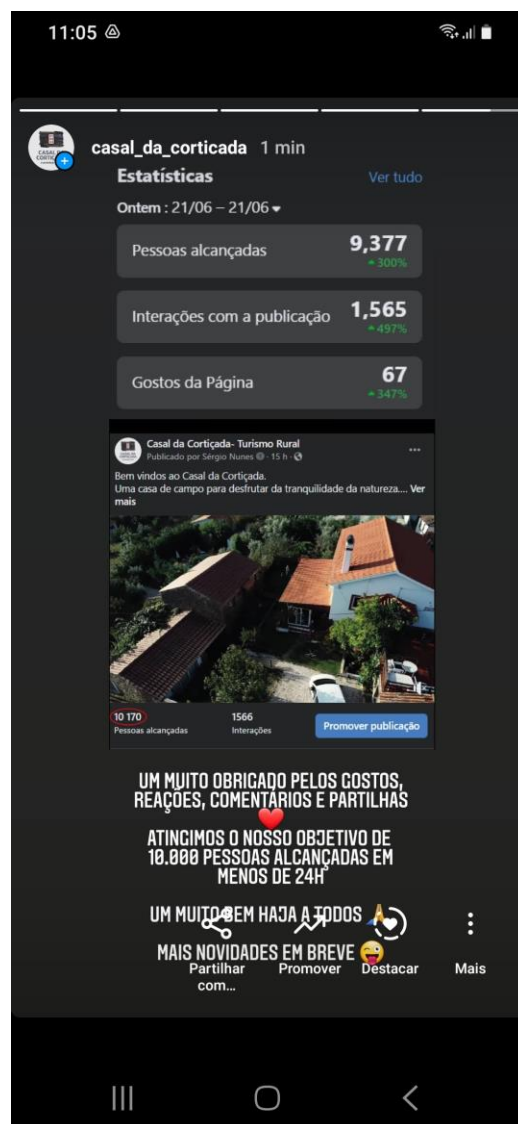 11:05
casal_da_corticada 1 min
Estatísticas Ver tudo
Ontem : 21/06 – 21/06
Pessoas alcançadas 9,377
300%
Interações com a publicação 1,565
497%
Gostos da Página 67
347%
Casal da Cortiçada- Turismo Rural
Publicado por Sérgio Nunes · 15 h ·
Bem vindos ao Casal da Cortiçada.
Uma casa de campo para desfrutar da tranquilidade da natureza.... Ver
mais
10 170 1566
Pessoas alcançadas Interações Promover publicação
UM MUITO OBRIGADO PELOS GOSTOS,
REAÇÕES, COMENTÁRIOS E PARTILHAS
ATINGIMOS O NOSSO OBJETIVO DE
10.000 PESSOAS ALCANÇADAS EM
MENOS DE 24H
UM MUITO BEM HAJA A TODOS
MAIS NOVIDADES EM BREVE
Partilhar com... Promover Destacar Mais